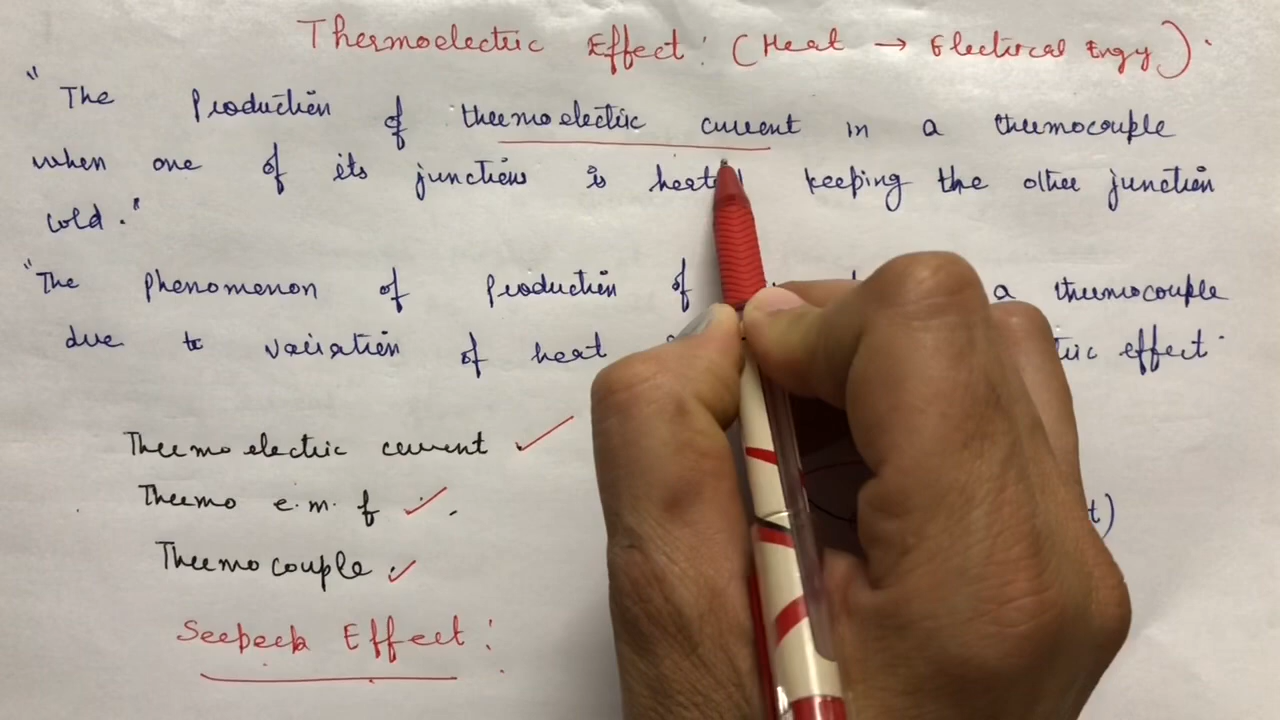 Thermoelectric Effect: (Heat → Electrical Engy).
"The production of thermoelectric current in a thermocouple
when one of its junctions is heated keeping the other junction
cold."
"The phenomenon of production of a thermocouple
due to variation of heat effect.
Thermoelectric current ✓
Thermo e.m.f ✓.
Thermocouple ✓
Seebeck Effect: